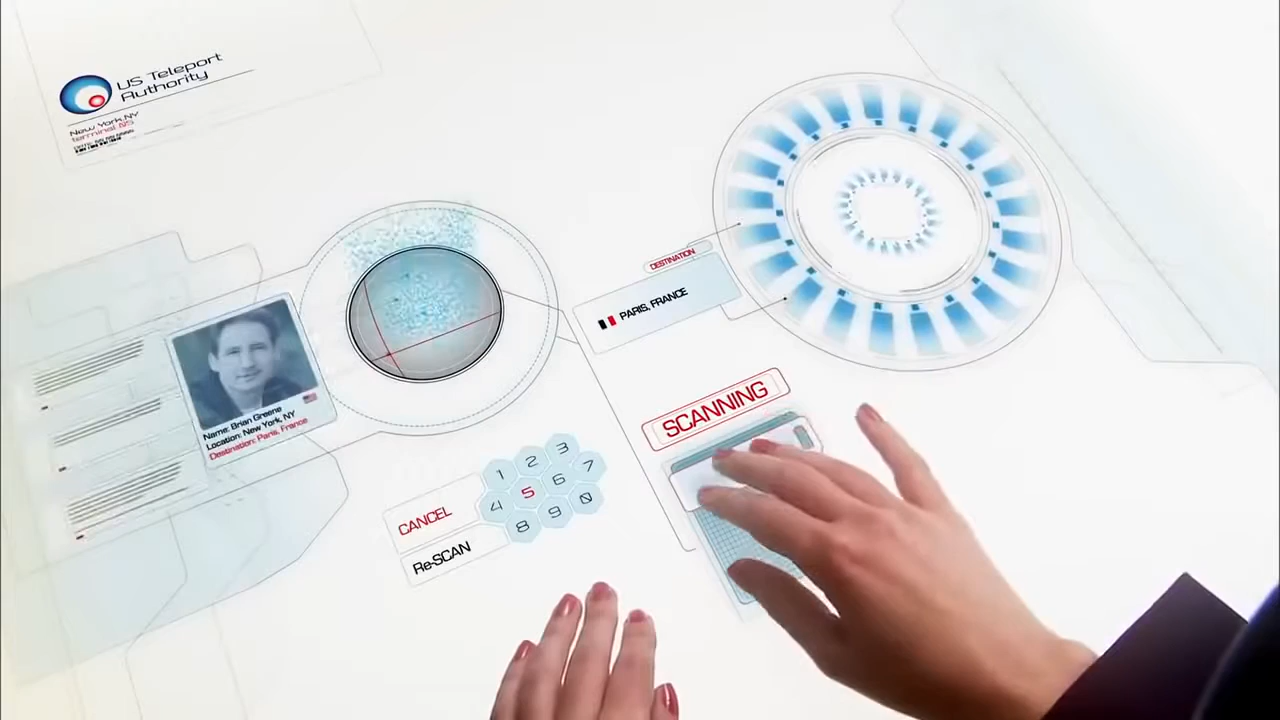 US Teleport
Authority
New York, NY
terminal
Name: Brian Greene
Location: New York, NY
Destination: Paris, France
DESTINATION
PARIS, FRANCE
SCANNING
1 2 3
4 5 6 7
8 9 0
CANCEL
Re-SCAN